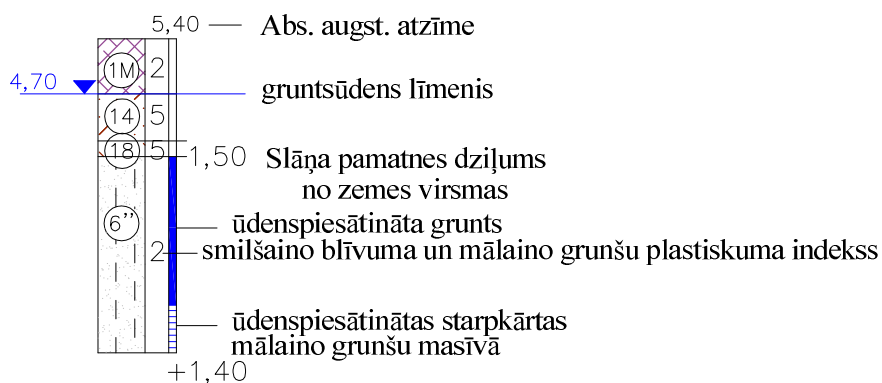 5,40 Abs. augst. atzīme
1M 2
4,70 gruntsūdens līmenis
14 5
18 5 1,50 Slāņa pamatnes dziļums
no zemes virsmas
6” ūdenspiesātināta grunts
2 smilšaino blīvuma un mālaino grunšu plastiskuma indekss
ūdenspiesātinātas starpkārtas
mālaino grunšu masīvā
+1,40